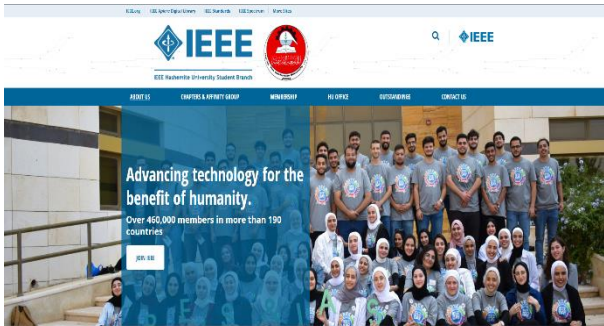 IEEE.org IEEE Xplore Digital Library IEEE Standards IEEE Spectrum More Sites
IEEE
IEEE Hashemite University Student Branch
IEEE
ABOUT US CHAPTERS & AFFINITY GROUP MEMBERSHIP HU OFFICE OUTSTANDINGS CONTACT US
Advancing technology for the
benefit of humanity.
Over 460,000 members in more than 190
countries
JOIN IEEE